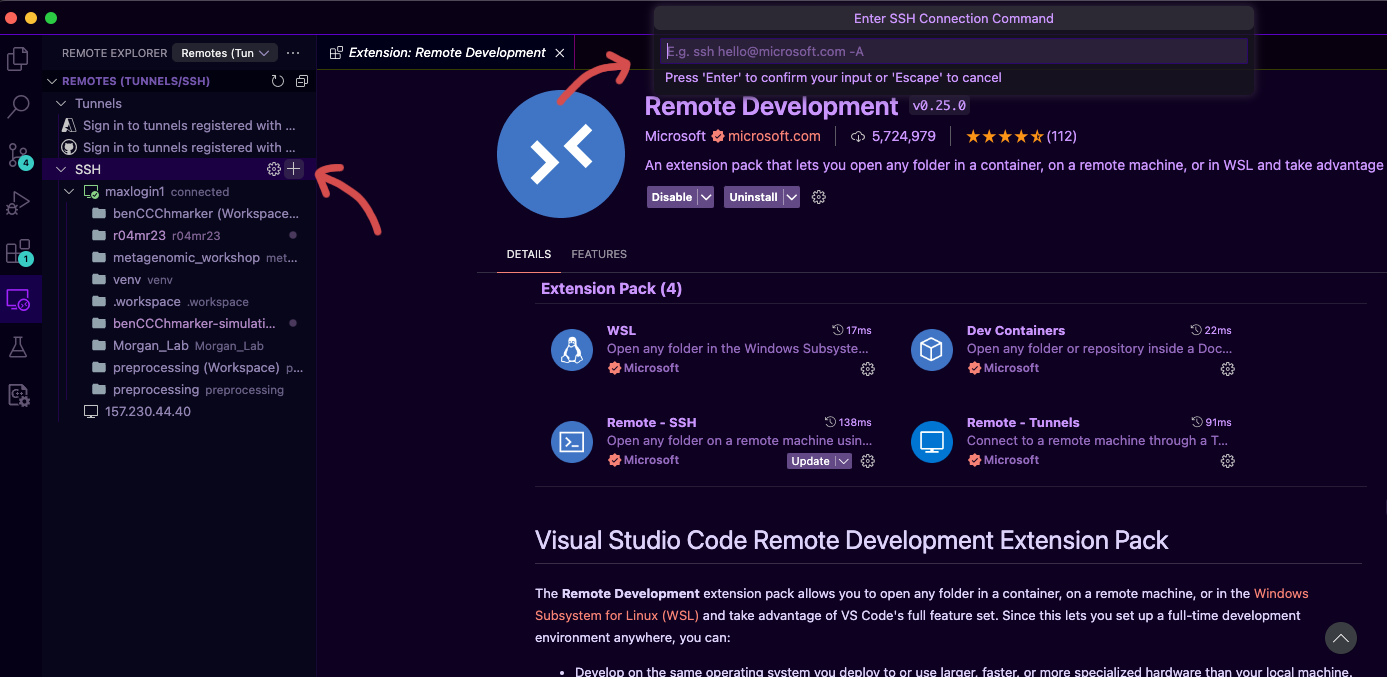 Enter SSH Connection Command
E.g. ssh hello@microsoft.com -A
Press 'Enter' to confirm your input or 'Escape' to cancel
REMOTE EXPLORER Remotes (Tun ···
REMOTES (TUNNELS/SSH)
Tunnels
Sign in to tunnels registered with ...
Sign in to tunnels registered with ...
SSH
maxlogin1 connected
benCCChmarker (Workspace...
r04mr23 r04mr23
metagenomic_workshop met...
venv venv
.workspace .workspace
benCCChmarker-simulati...
Morgan_Lab Morgan_Lab
preprocessing (Workspace) p...
preprocessing preprocessing
157.230.44.40
4
1
Extension: Remote Development
Remote Development v0.25.0
Microsoft microsoft.com 5,724,979 (112)
An extension pack that lets you open any folder in a container, on a remote machine, or in WSL and take advantage
Disable Uninstall
DETAILS FEATURES
Extension Pack (4)
WSL 17ms
Open any folder in the Windows Subsyste...
Microsoft
Dev Containers 22ms
Open any folder or repository inside a Doc...
Microsoft
Remote - SSH 138ms
Open any folder on a remote machine usin...
Microsoft Update
Remote - Tunnels 91ms
Connect to a remote machine through a T...
Microsoft
Visual Studio Code Remote Development Extension Pack
The Remote Development extension pack allows you to open any folder in a container, on a remote machine, or in the Windows
Subsystem for Linux (WSL) and take advantage of VS Code's full feature set. Since this lets you set up a full-time development
environment anywhere, you can:
• Develop on the same operating system you deploy to or use larger, faster, or more specialized hardware than your local machine.